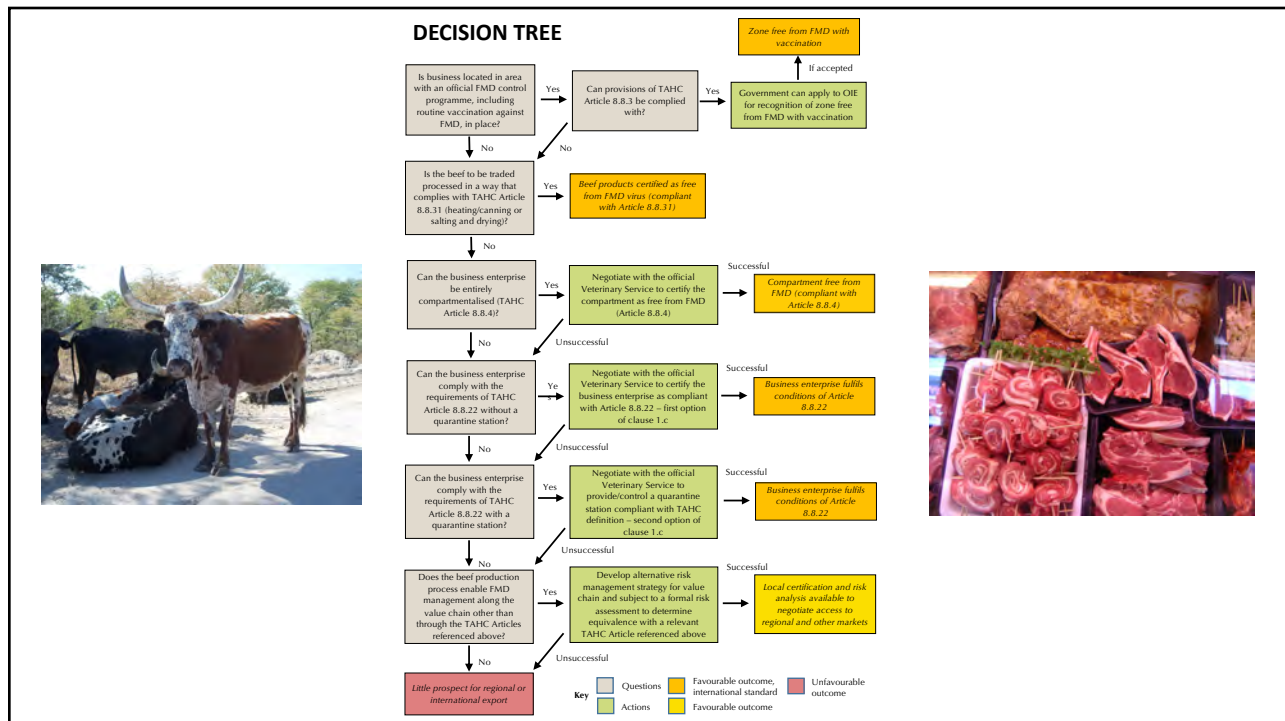 DECISION TREE
Zone free from FMD with
vaccination
If accepted
Is business located in area
with an official FMD control
programme, including
routine vaccination against
FMD, in place?
Yes
Can provisions of TAHC
Article 8.8.3 be complied
with?
Yes
Government can apply to OIE
for recognition of zone free
from FMD with vaccination
No
No
Is the beef to be traded
processed in a way that
complies with TAHC Article
8.8.31 (heating/canning or
salting and drying)?
Yes
Beef products certified as free
from FMD virus (compliant
with Article 8.8.31)
No
Can the business enterprise
be entirely
compartmentalised (TAHC
Article 8.8.4)?
Yes
Negotiate with the official
Veterinary Service to certify the
compartment as free from FMD
(Article 8.8.4)
Successful
Compartment free from
FMD (compliant with
Article 8.8.4)
No
Unsuccessful
Can the business enterprise
comply with the
requirements of TAHC
Article 8.8.22 without a
quarantine station?
Ye
s
Negotiate with the official
Veterinary Service to certify the
business enterprise as compliant
with Article 8.8.22 – first option
of clause 1.c
Successful
Business enterprise fulfils
conditions of Article
8.8.22
No
Unsuccessful
Can the business enterprise
comply with the
requirements of TAHC
Article 8.8.22 with a
quarantine station?
Yes
Negotiate with the official
Veterinary Service to
provide/control a quarantine
station compliant with TAHC
definition – second option of
clause 1.c
Successful
Business enterprise fulfils
conditions of Article
8.8.22
No
Unsuccessful
Does the beef production
process enable FMD
management along the
value chain other than
through the TAHC Articles
referenced above?
Yes
Develop alternative risk
management strategy for value
chain and subject to a formal risk
assessment to determine
equivalence with a relevant
TAHC Article referenced above
Successful
Local certification and risk
analysis available to
negotiate access to
regional and other markets
No
Unsuccessful
Little prospect for regional or
international export
Key
Questions
Actions
Favourable outcome,
international standard
Favourable outcome
Unfavourable
outcome